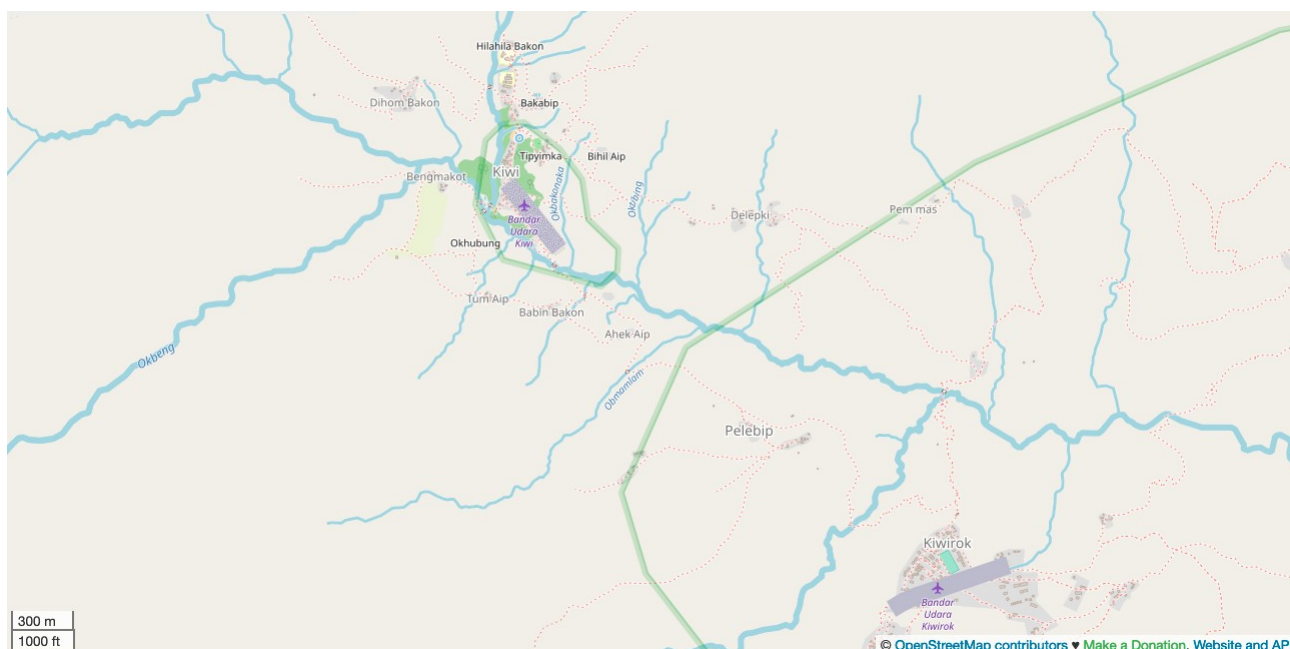 Hilahila Bakon
Dihom Bakon
Bakabip
Tipyimka
Bihil Aip
Kiwi
Bengmakot
Okbakonaka
Bandar
Udara
Kiwi
Delepki
Pem mas
Okhubung
Tum Aip
Babin Bakon
Ahek Aip
Okbeng
Obmamlam
Pelebip
Kiwirok
Bandar
Udara
Kiwirok
300 m
1000 ft
© OpenStreetMap contributors ♥ Make a Donation. Website and AP